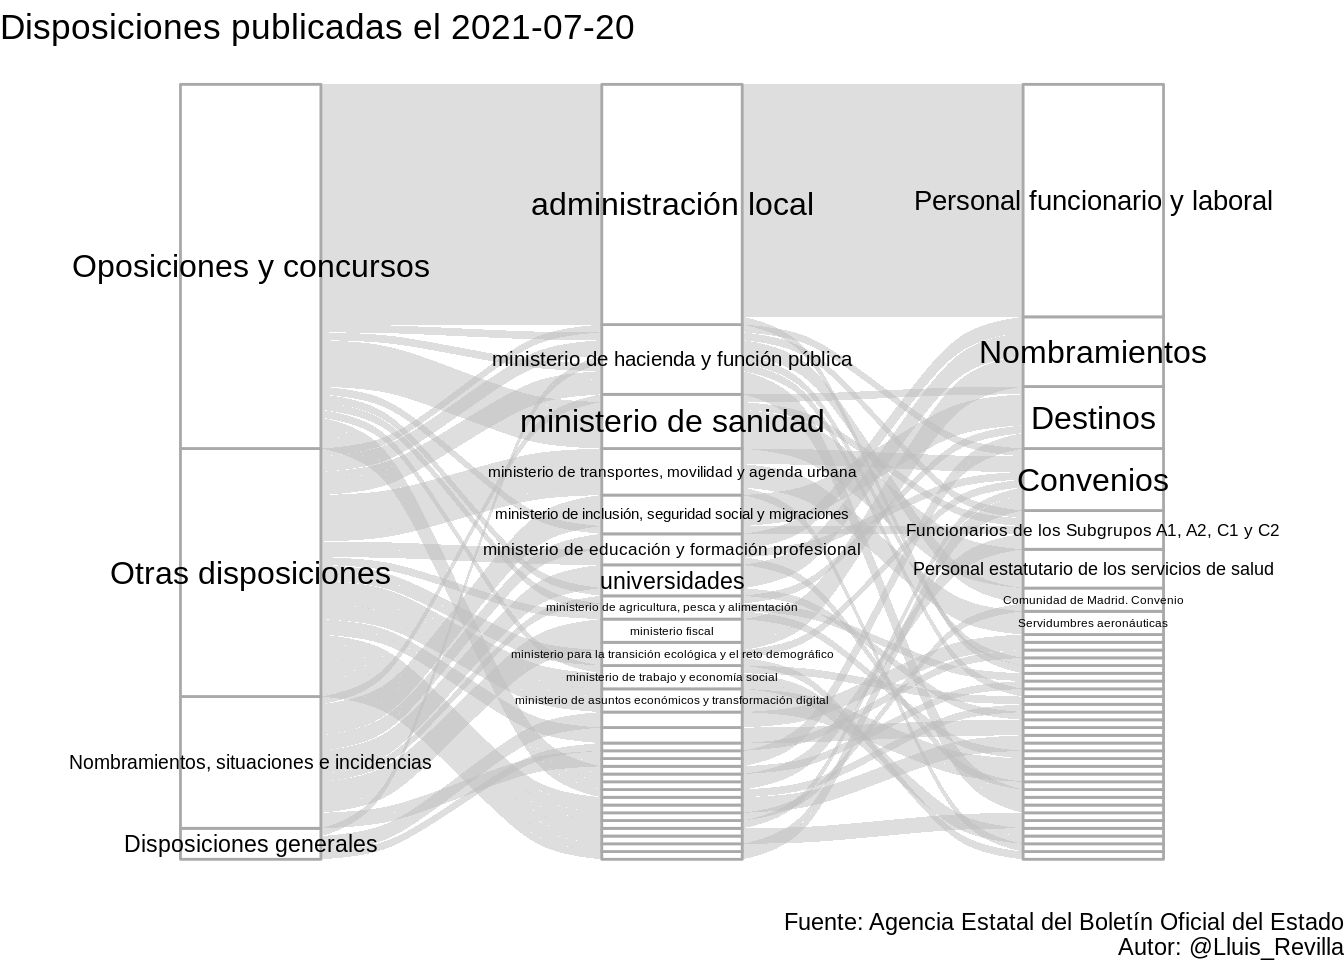 Disposiciones publicadas el 2021-07-20
Oposiciones y concursos
Otras disposiciones
Nombramientos, situaciones e incidencias
Disposiciones generales
administración local
ministerio de hacienda y función pública
ministerio de sanidad
ministerio de transportes, movilidad y agenda urbana
ministerio de inclusión, seguridad social y migraciones
ministerio de educación y formación profesional
universidades
ministerio de agricultura, pesca y alimentación
ministerio fiscal
ministerio para la transición ecológica y el reto demográfico
ministerio de trabajo y economía social
ministerio de asuntos económicos y transformación digital
Personal funcionario y laboral
Nombramientos
Destinos
Convenios
Funcionarios de los Subgrupos A1, A2, C1 y C2
Personal estatutario de los servicios de salud
Comunidad de Madrid. Convenio
Servidumbres aeronáuticas
Fuente: Agencia Estatal del Boletín Oficial del Estado
Autor: @Lluis_Revilla